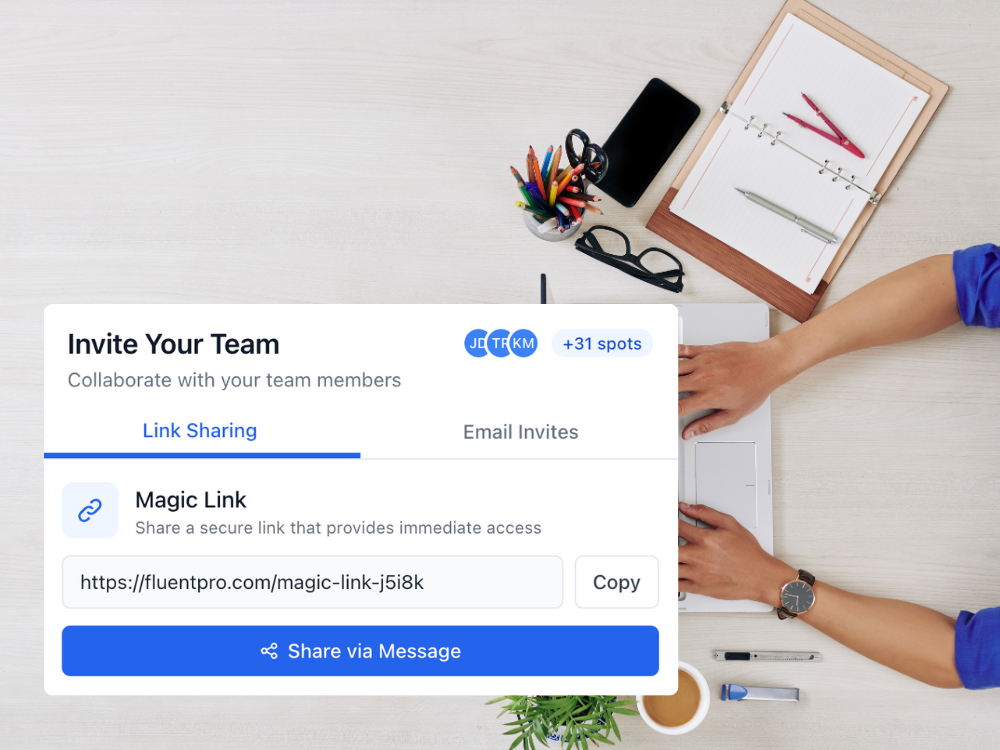 Invite Your Team
JD TP KM +31 spots
Collaborate with your team members
Link Sharing Email Invites
Magic Link
Share a secure link that provides immediate access
https://fluentpro.com/magic-link-j5i8k Copy
Share via Message